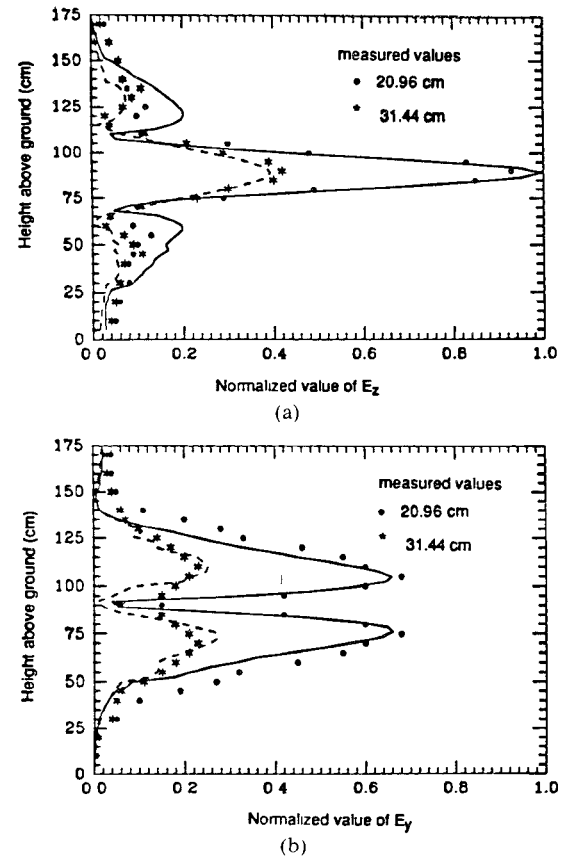 (a)
175
150
125
100
75
50
25
0
Height above ground (cm)
measured values
20.96 cm
31.44 cm
0 0 0.2 0.4 0.6 0.8 1.0
Normalized value of Ez
(a)
175
150
125
100
75
50
25
0
Height above ground (cm)
measured values
20.96 cm
31.44 cm
0 0 0 2 0 4 0.6 0.8 1.0
Normalized value of Ey
(b)